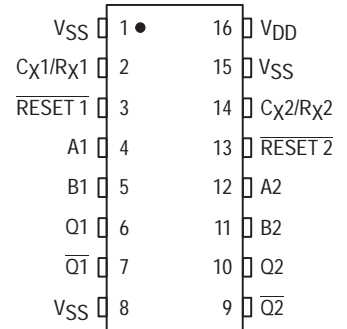 VSS 1 16 VDD
CX1/RX1 2 15 VSS
RESET 1 3 14 CX2/RX2
A1 4 13 RESET 2
B1 5 12 A2
Q1 6 11 B2
Q1 7 10 Q2
VSS 8 9 Q2